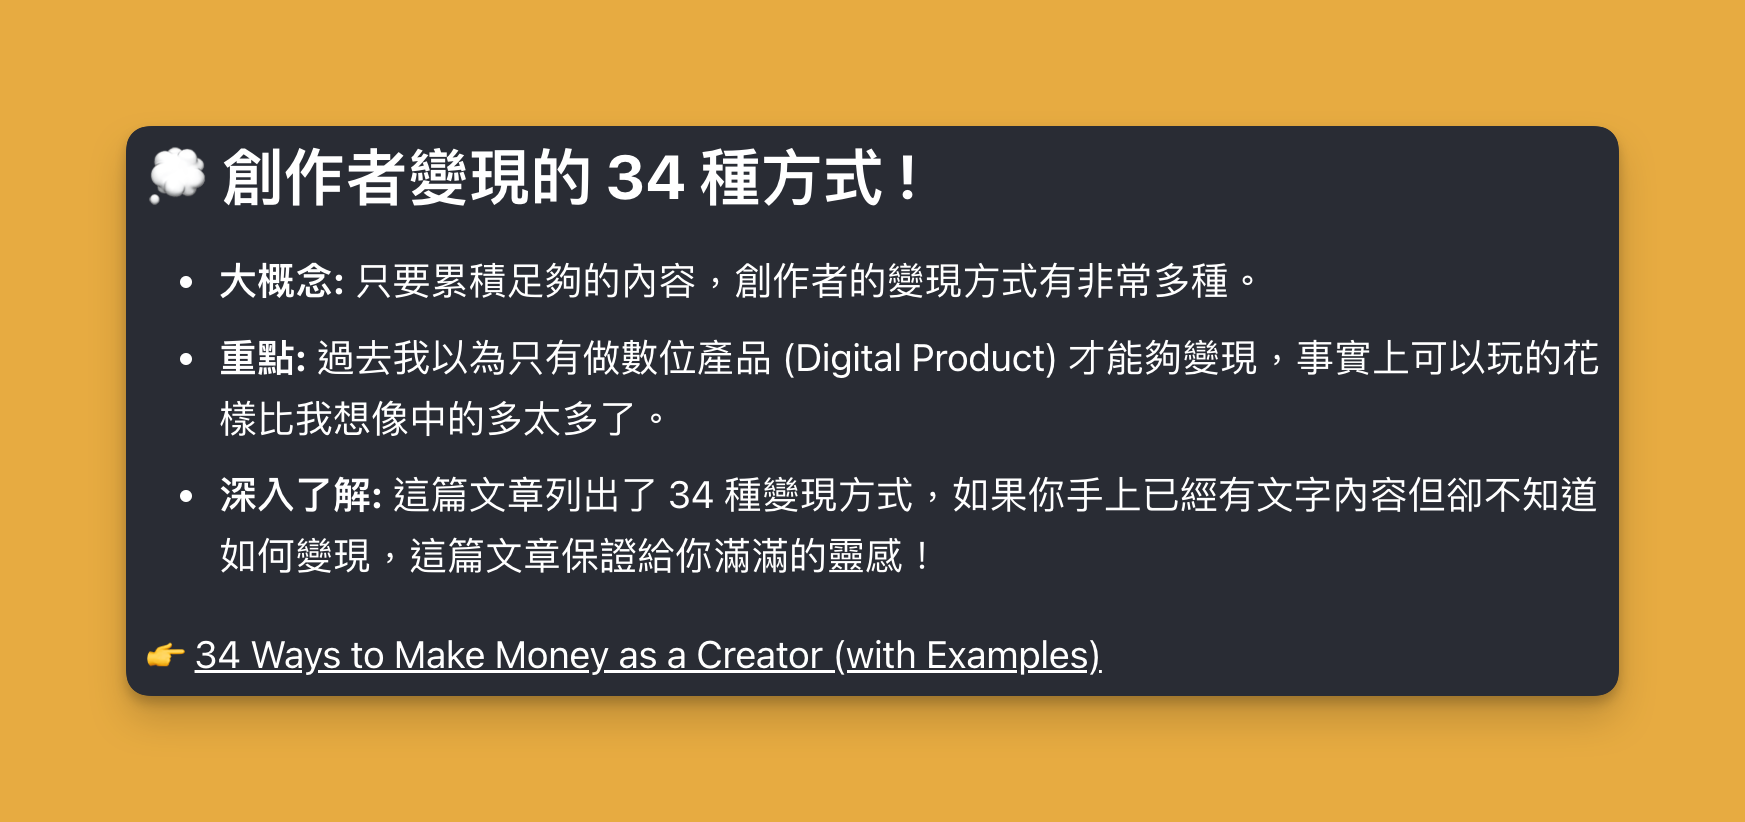 💭 創作者變現的 34 種方式！
• 大概念: 只要累積足夠的內容，創作者的變現方式有非常多種。
• 重點: 過去我以為只有做數位產品 (Digital Product) 才能夠變現，事實上可以玩的花
樣比我想像中的多太多了。
• 深入了解: 這篇文章列出了 34 種變現方式，如果你手上已經有文字內容但卻不知道
如何變現，這篇文章保證給你滿滿的靈感！
👉 34 Ways to Make Money as a Creator (with Examples)